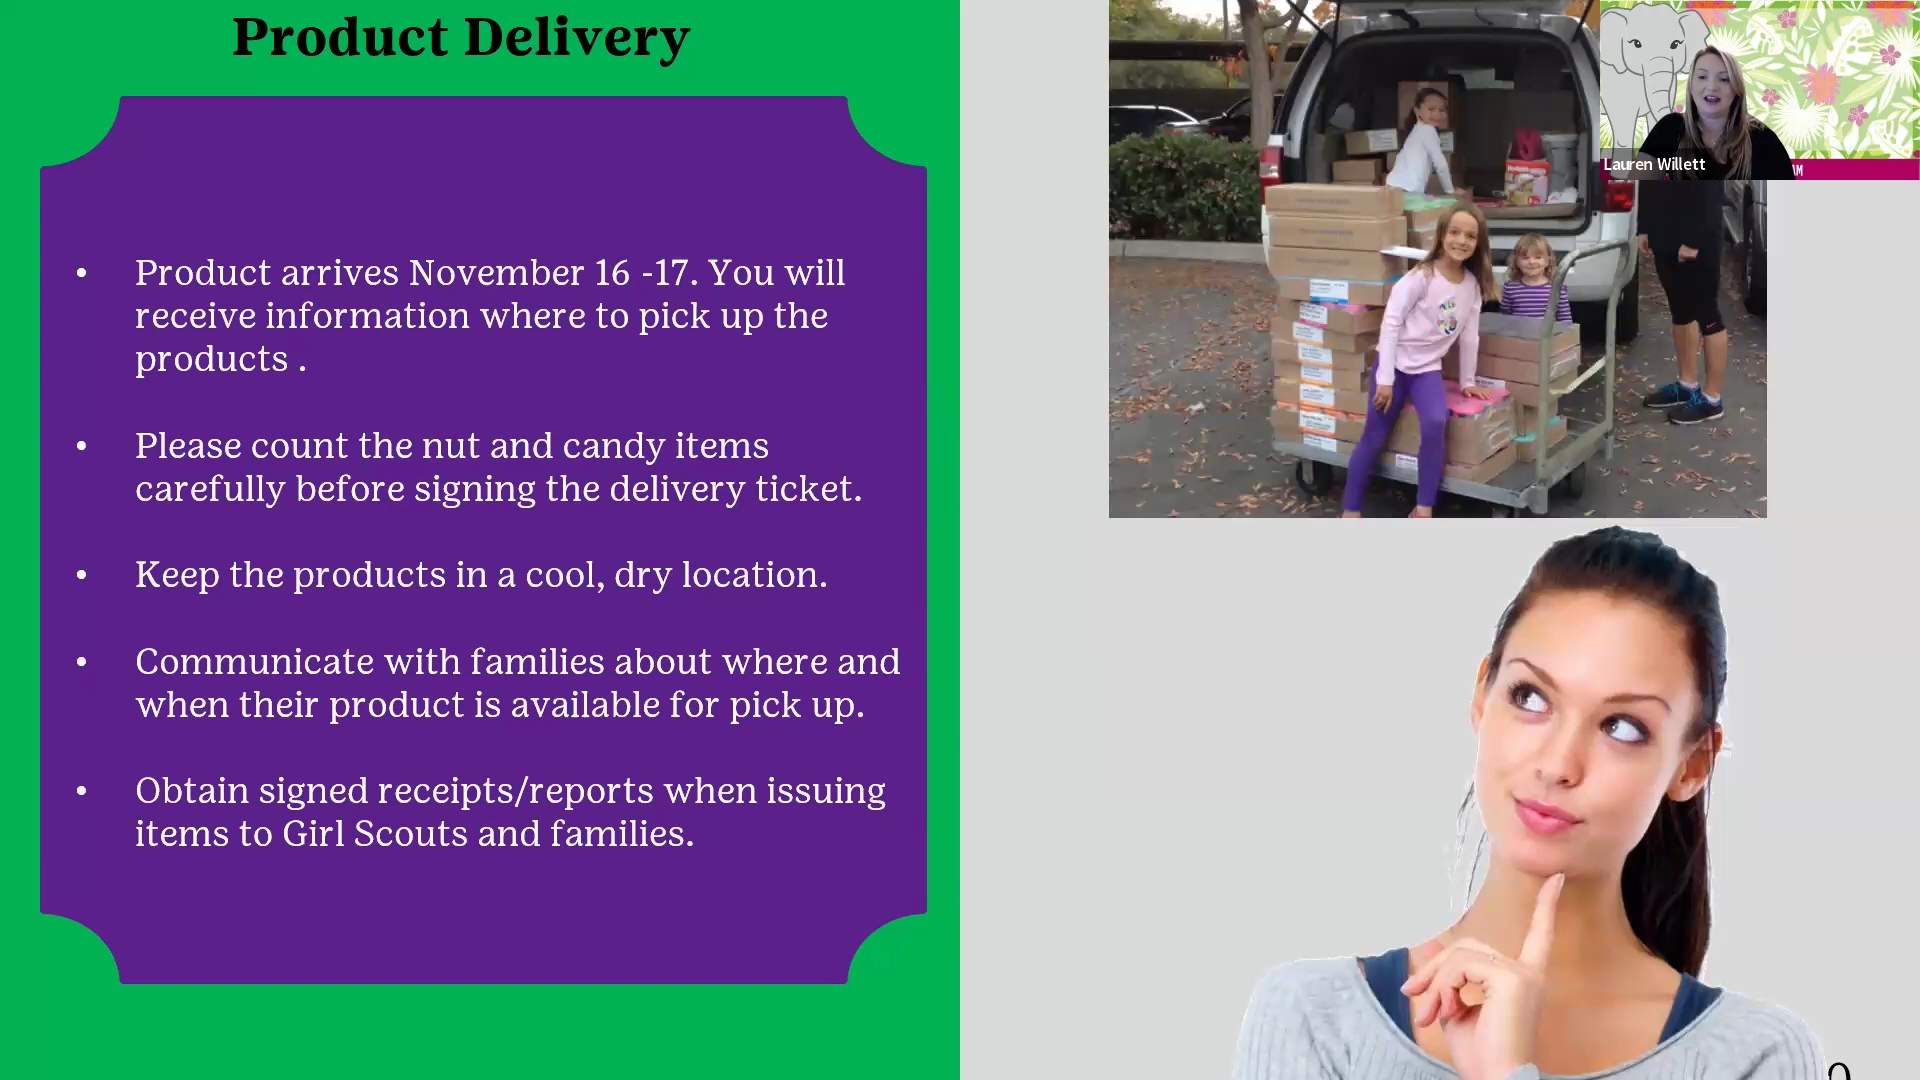 Product Delivery
• Product arrives November 16 -17. You will
receive information where to pick up the
products .
• Please count the nut and candy items
carefully before signing the delivery ticket.
• Keep the products in a cool, dry location.
• Communicate with families about where and
when their product is available for pick up.
• Obtain signed receipts/reports when issuing
items to Girl Scouts and families.
Lauren Willett